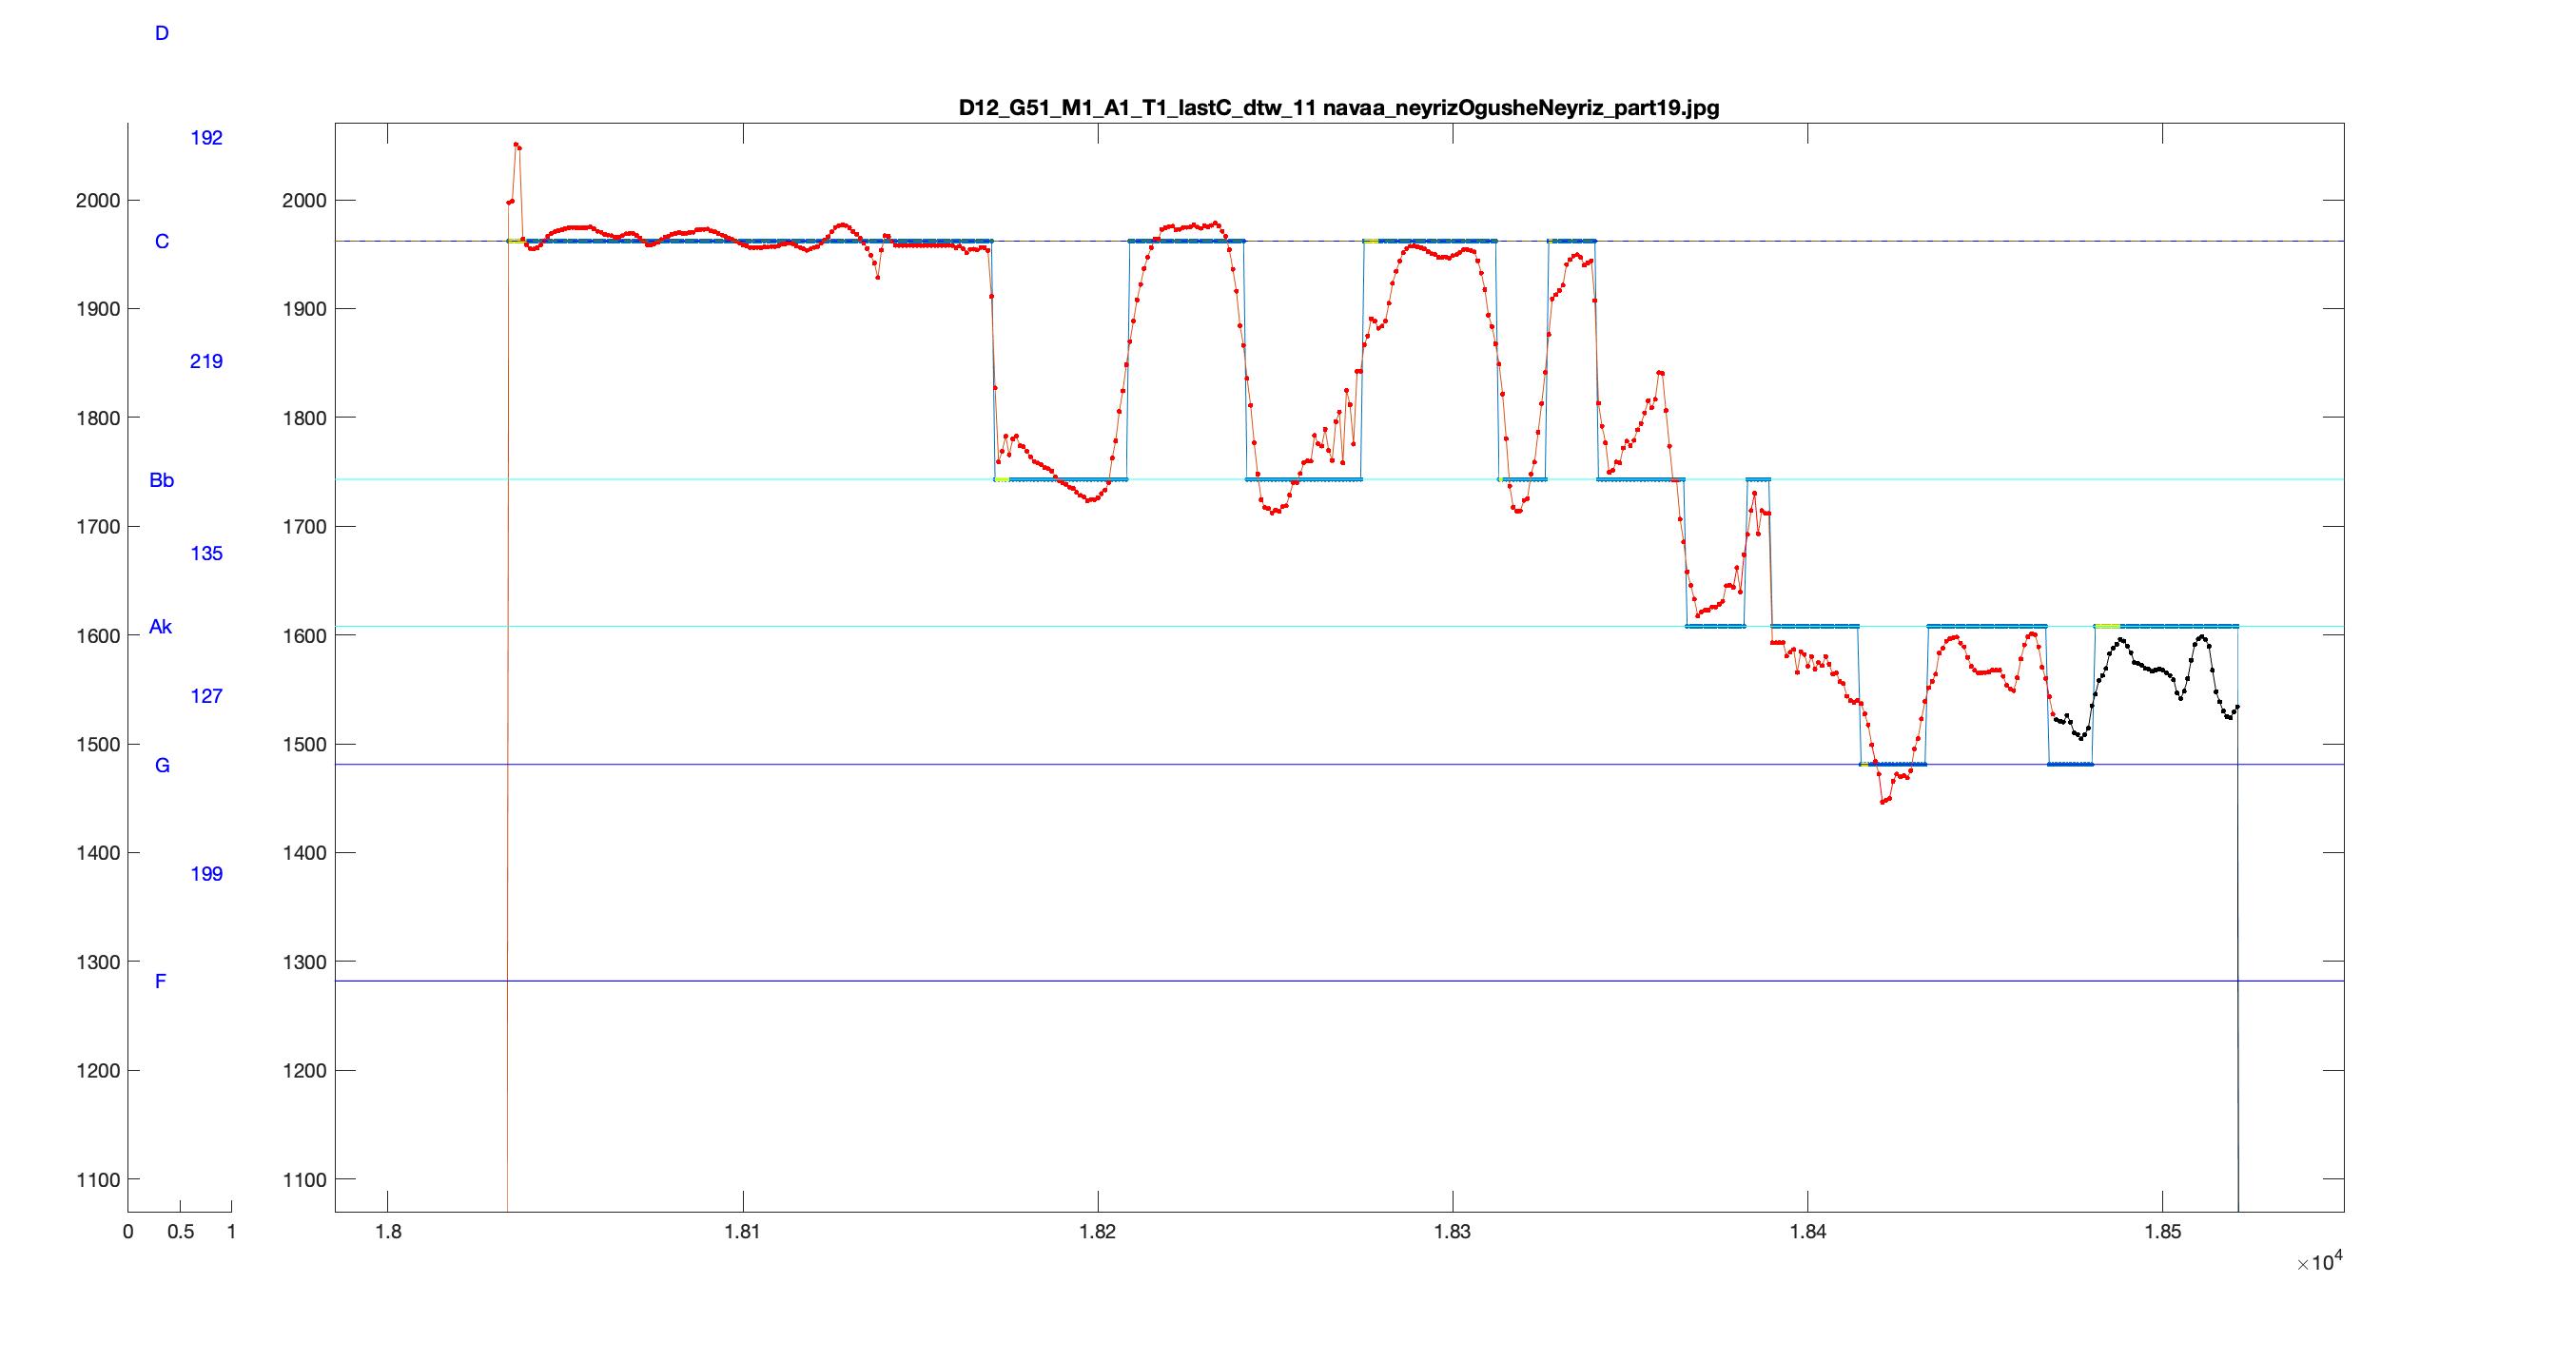 D
D12_G51_M1_A1_T1_lastC_dtw_11 navaa_neyrizOgusheNeyriz_part19.jpg
192
2000 2000
C
1900 1900
219
1800 1800
Bb
135
1700 1700
Ak
1600 1600
127
1500 1500
G
199
1400 1400
F
1300 1300
1200 1200
1100 1100
0 0.5 1 1.8 1.81 1.82 1.83 1.84 1.85
×10^4